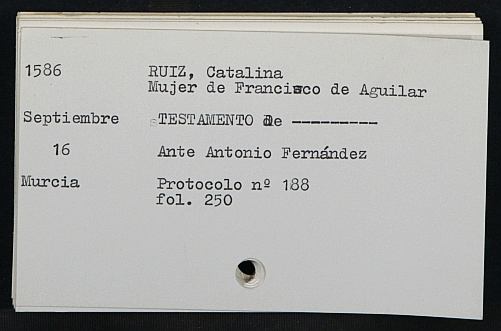 1586 RUIZ, Catalina
Mujer de Francisco de Aguilar
Septiembre TESTAMENTO de ---------
16 Ante Antonio Fernández
Murcia Protocolo nº 188
fol. 250